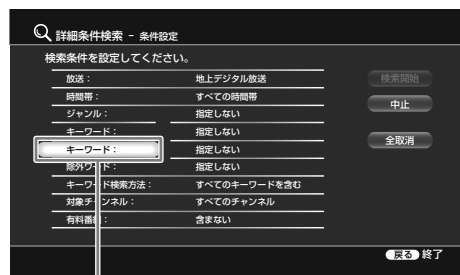 詳細条件検索 - 条件設定
検索条件を設定してください。
放送： 地上デジタル放送
時間帯： すべての時間帯
ジャンル： 指定しない
キーワード： 指定しない
キーワード： 指定しない
除外ワード： 指定しない
キーワード検索方法： すべてのキーワードを含む
対象チャンネル： すべてのチャンネル
有料番組： 含まない
検索開始
中止
全取消
戻る 終了